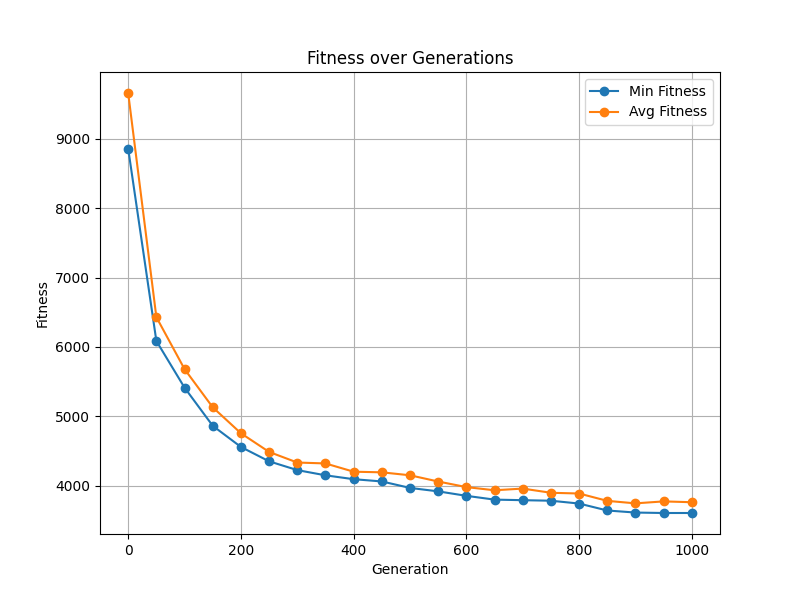 Fitness over Generations
Min Fitness
Avg Fitness
9000
8000
7000
6000
5000
4000
Fitness
0 200 400 600 800 1000
Generation